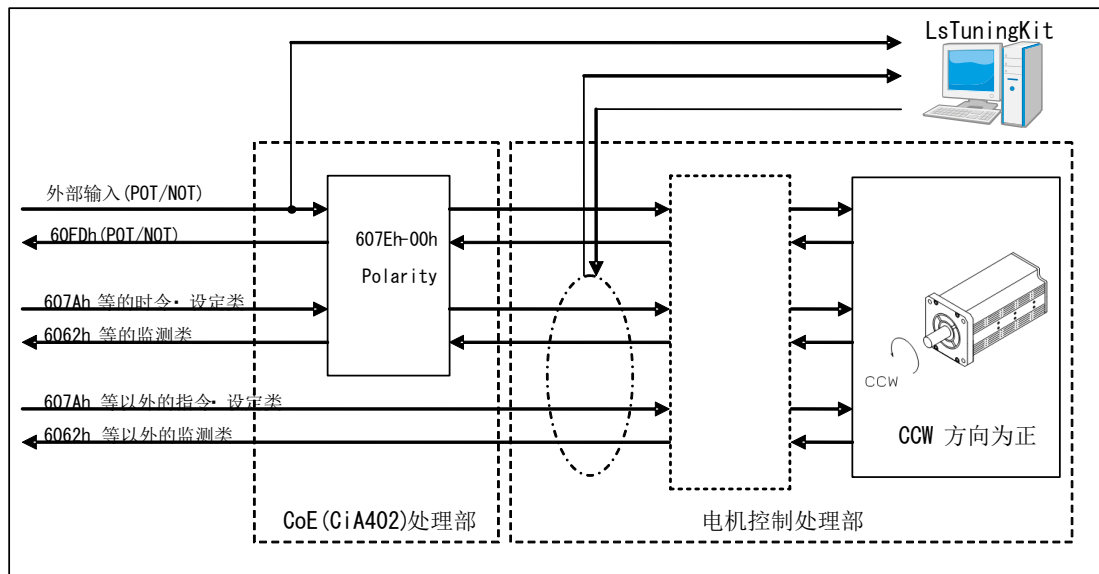 LsTuningKit
外部输入(POT/NOT)
60FDh(POT/NOT)
607Eh-00h
Polarity
607Ah 等的时令·设定类
6062h 等的监测类
607Ah 等以外的指令·设定类
6062h 等以外的监测类
CCW
CCW 方向为正
CoE(CiA402)处理部
电机控制处理部